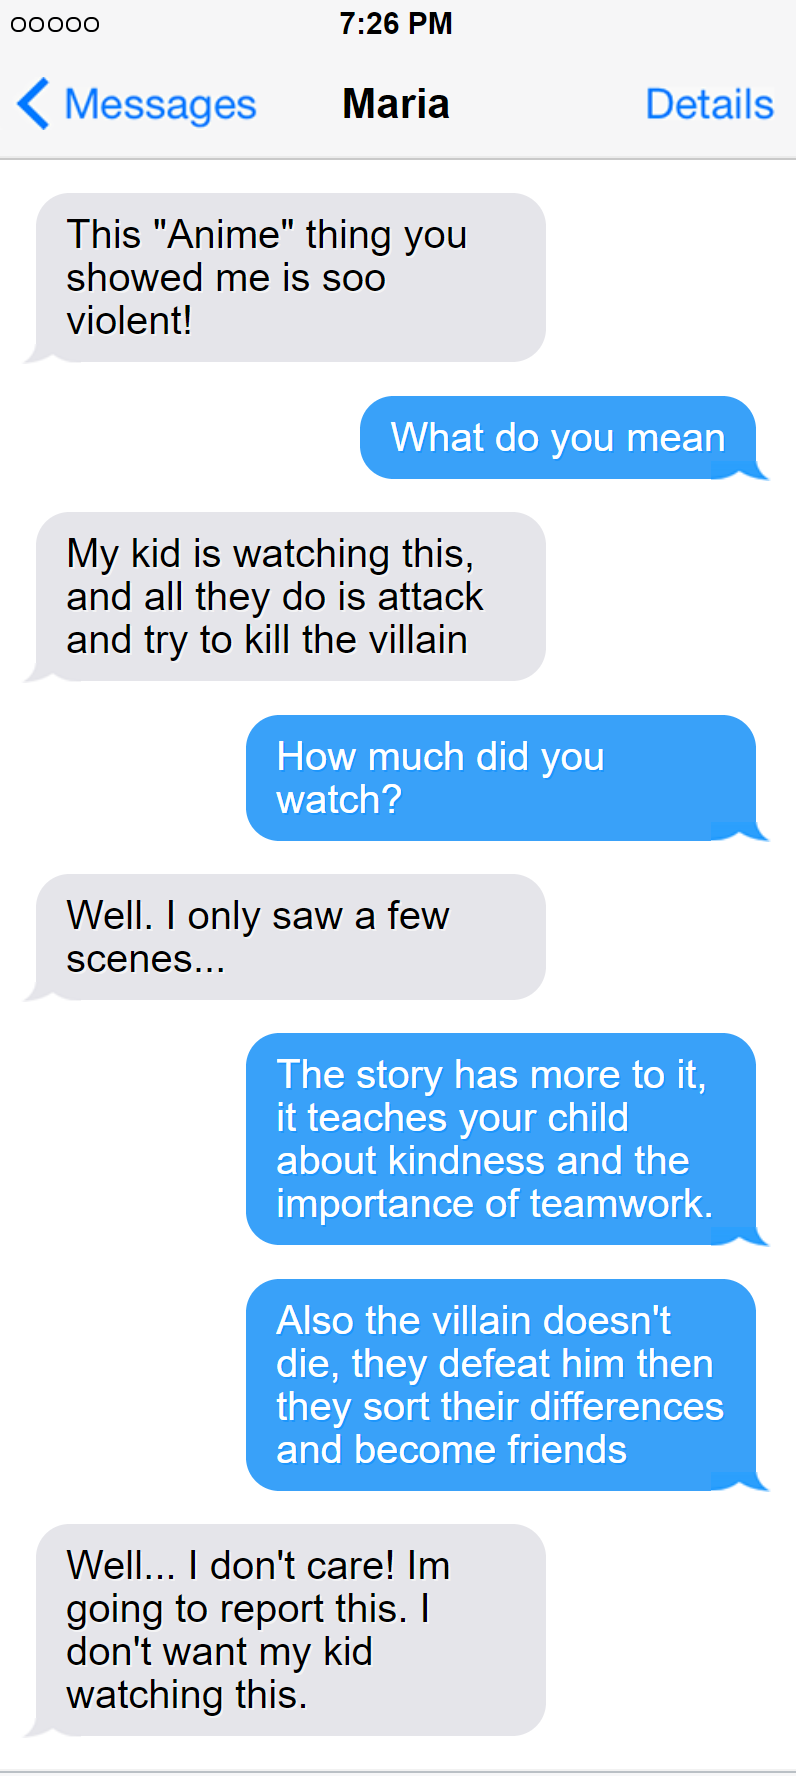 7:26 PM
Messages
Maria
Details
This "Anime" thing you
showed me is soo
violent!
What do you mean
My kid is watching this,
and all they do is attack
and try to kill the villain
How much did you
watch?
Well. I only saw a few
scenes...
The story has more to it,
it teaches your child
about kindness and the
importance of teamwork.
Also the villain doesn't
die, they defeat him then
they sort their differences
and become friends
Well... I don't care! Im
going to report this. I
don't want my kid
watching this.